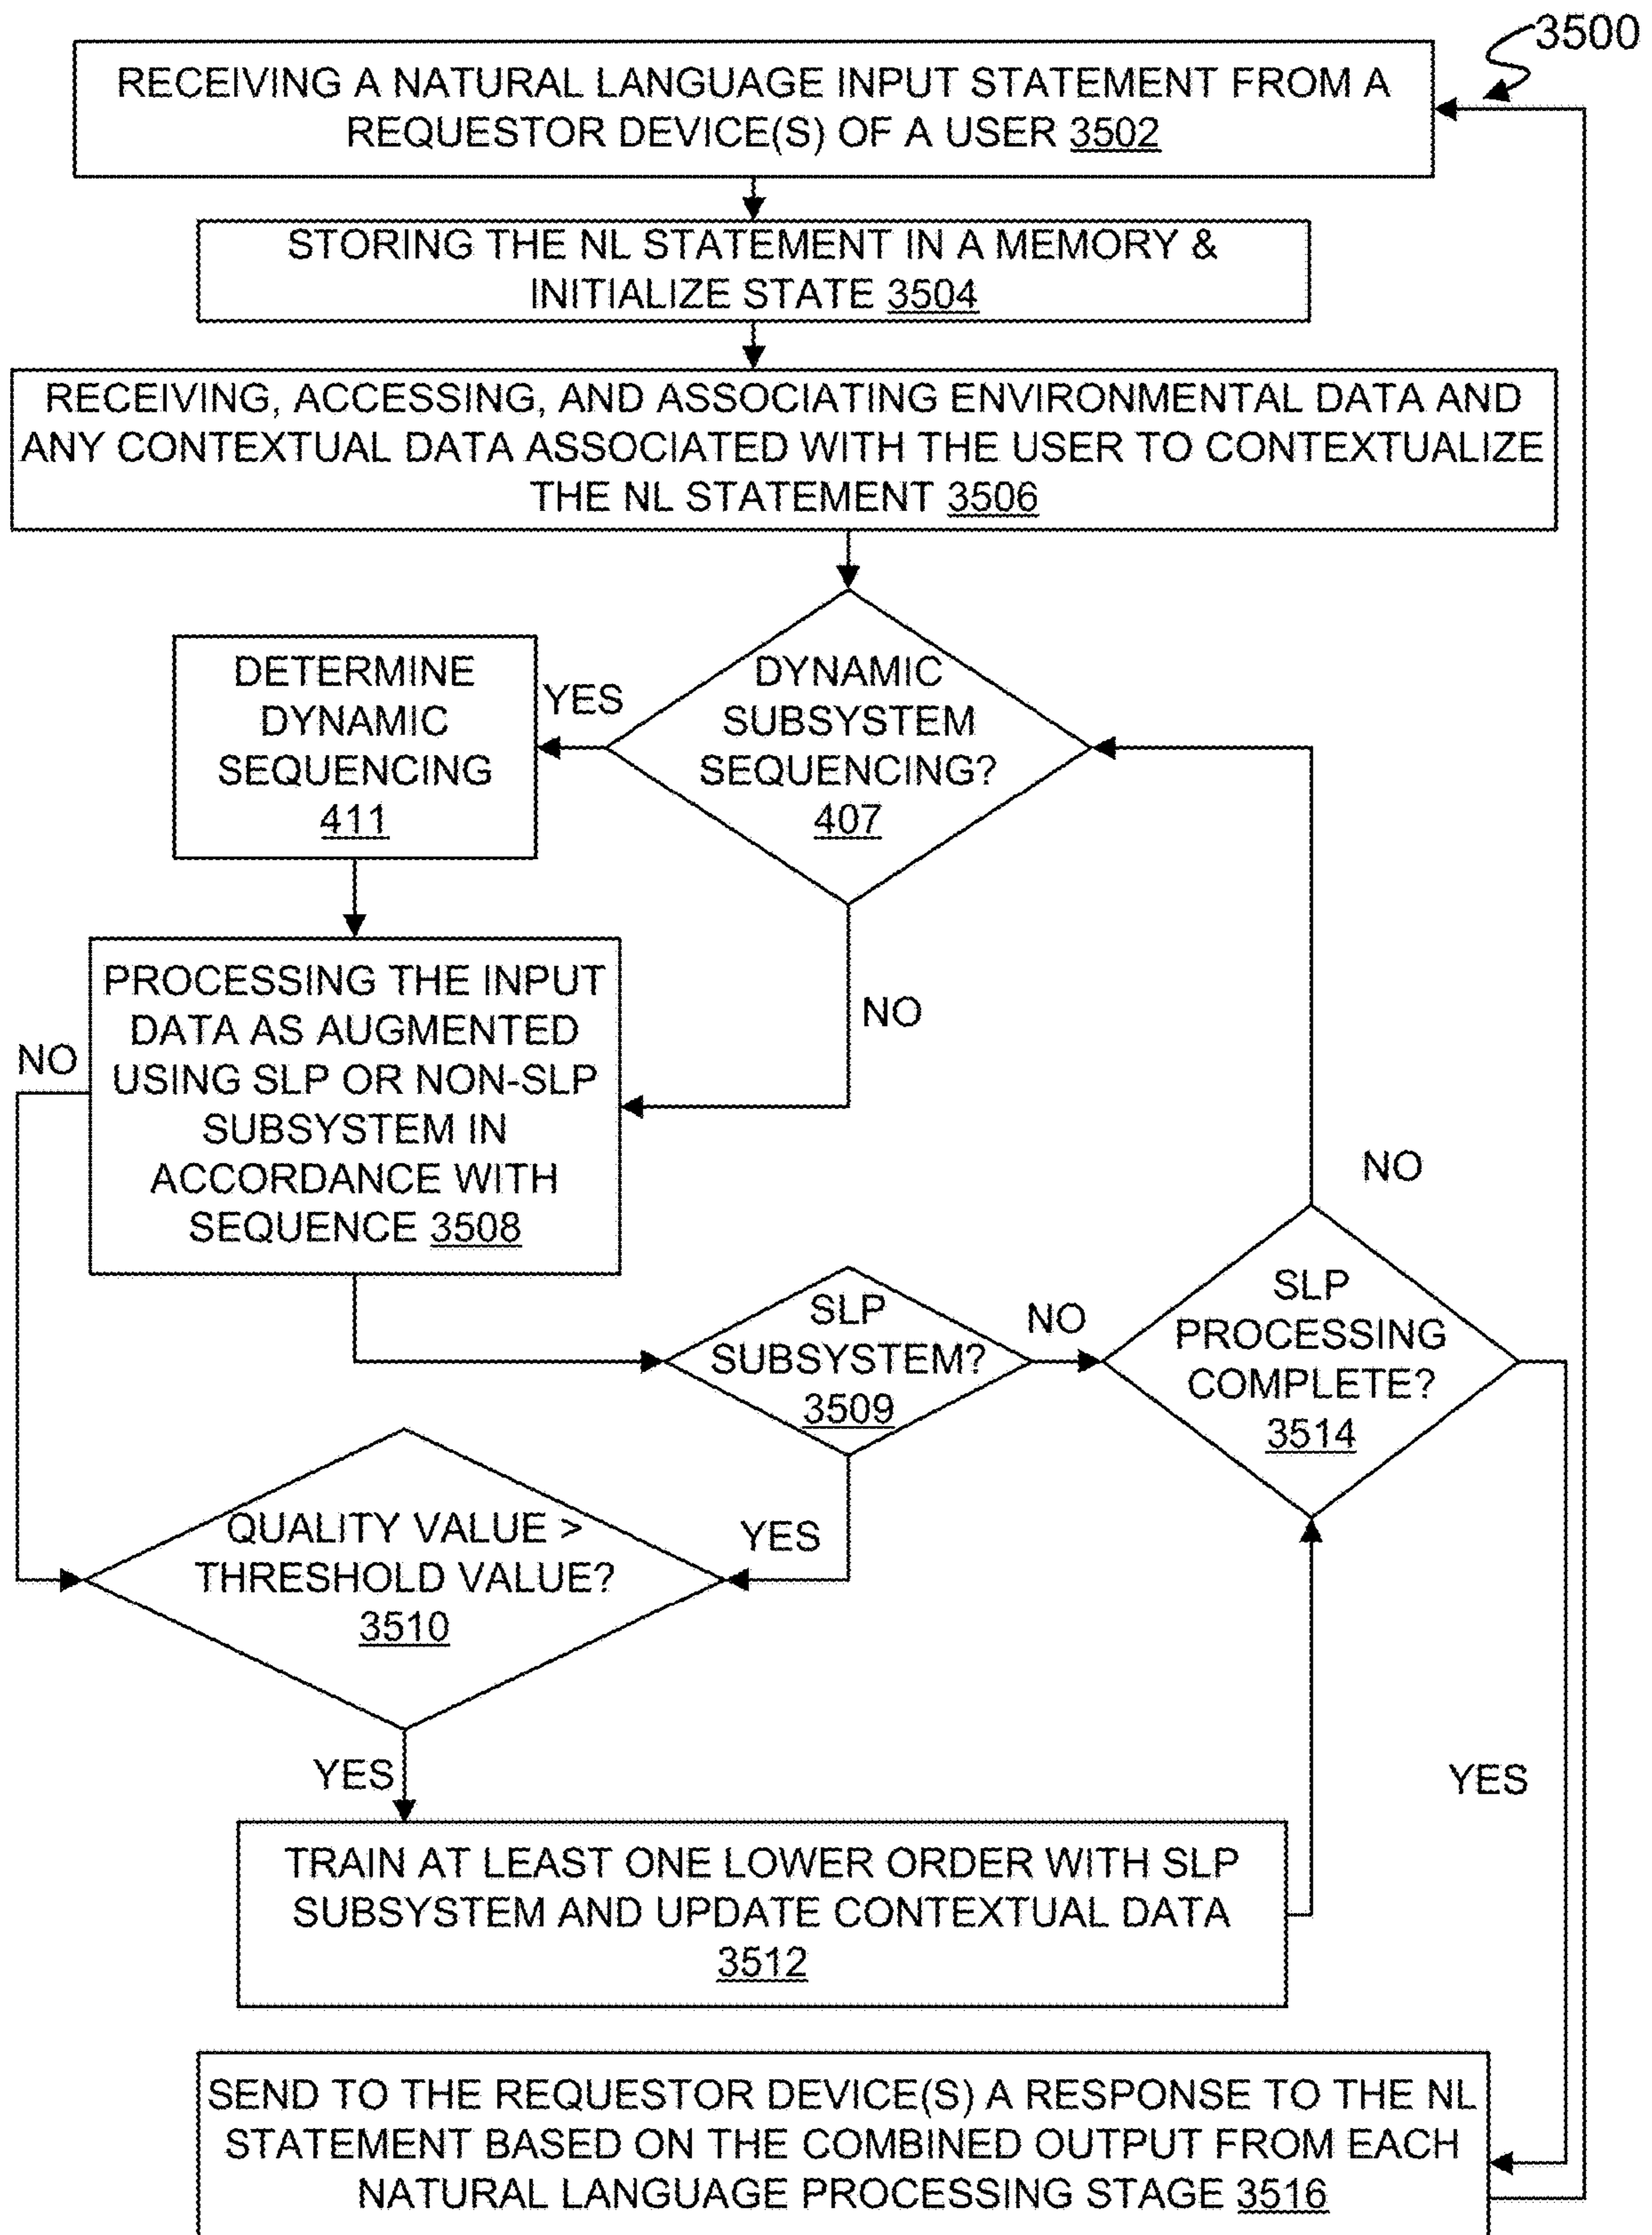 3500
RECEIVING A NATURAL LANGUAGE INPUT STATEMENT FROM A
REQUESTOR DEVICE(S) OF A USER 3502
STORING THE NL STATEMENT IN A MEMORY &
INITIALIZE STATE 3504
RECEIVING, ACCESSING, AND ASSOCIATING ENVIRONMENTAL DATA AND
ANY CONTEXTUAL DATA ASSOCIATED WITH THE USER TO CONTEXTUALIZE
THE NL STATEMENT 3506
DYNAMIC
SUBSYSTEM
SEQUENCING?
407
YES
DETERMINE
DYNAMIC
SEQUENCING
411
NO
PROCESSING THE INPUT
DATA AS AUGMENTED
USING SLP OR NON-SLP
SUBSYSTEM IN
ACCORDANCE WITH
SEQUENCE 3508
NO
SLP
SUBSYSTEM?
3509
NO
SLP
PROCESSING
COMPLETE?
3514
NO
YES
QUALITY VALUE >
THRESHOLD VALUE?
3510
YES
YES
TRAIN AT LEAST ONE LOWER ORDER WITH SLP
SUBSYSTEM AND UPDATE CONTEXTUAL DATA
3512
SEND TO THE REQUESTOR DEVICE(S) A RESPONSE TO THE NL
STATEMENT BASED ON THE COMBINED OUTPUT FROM EACH
NATURAL LANGUAGE PROCESSING STAGE 3516